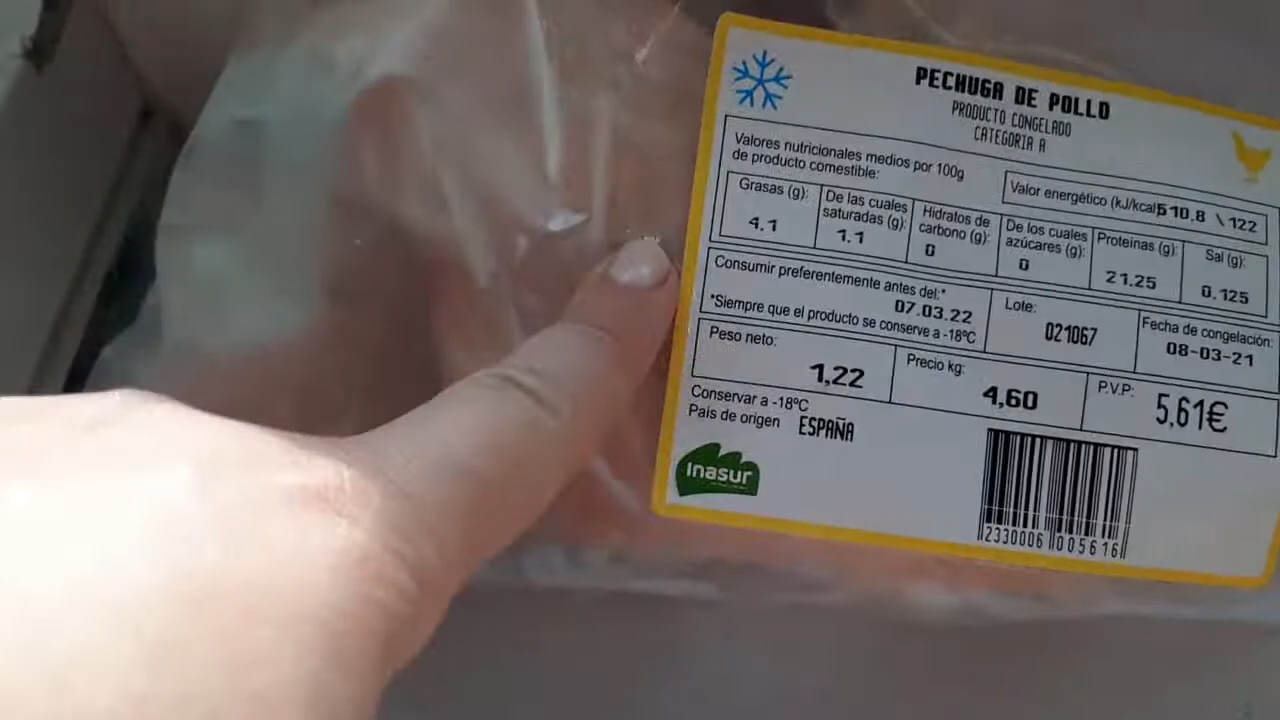 PECHUGA DE POLLO
PRODUCTO CONGELADO
CATEGORIA A
Valores nutricionales medios por 100g
de producto comestible:
Valor energético (kJ/kcal) 510.8 \ 122
Grasas (g):
4.1
De las cuales
saturadas (g):
1.1
Hidratos de
carbono (g):
0
De los cuales
azúcares (g):
0
Proteinas (g):
21.25
Sal (g):
0.125
Consumir preferentemente antes del:*
07.03.22
*Siempre que el producto se conserve a -18ºC
Lote:
021067
Fecha de congelación:
08-03-21
Peso neto:
1,22
Precio kg:
4,60
P.V.P:
5,61€
Conservar a -18ºC
País de origen ESPAÑA
inasur
2330006 005616